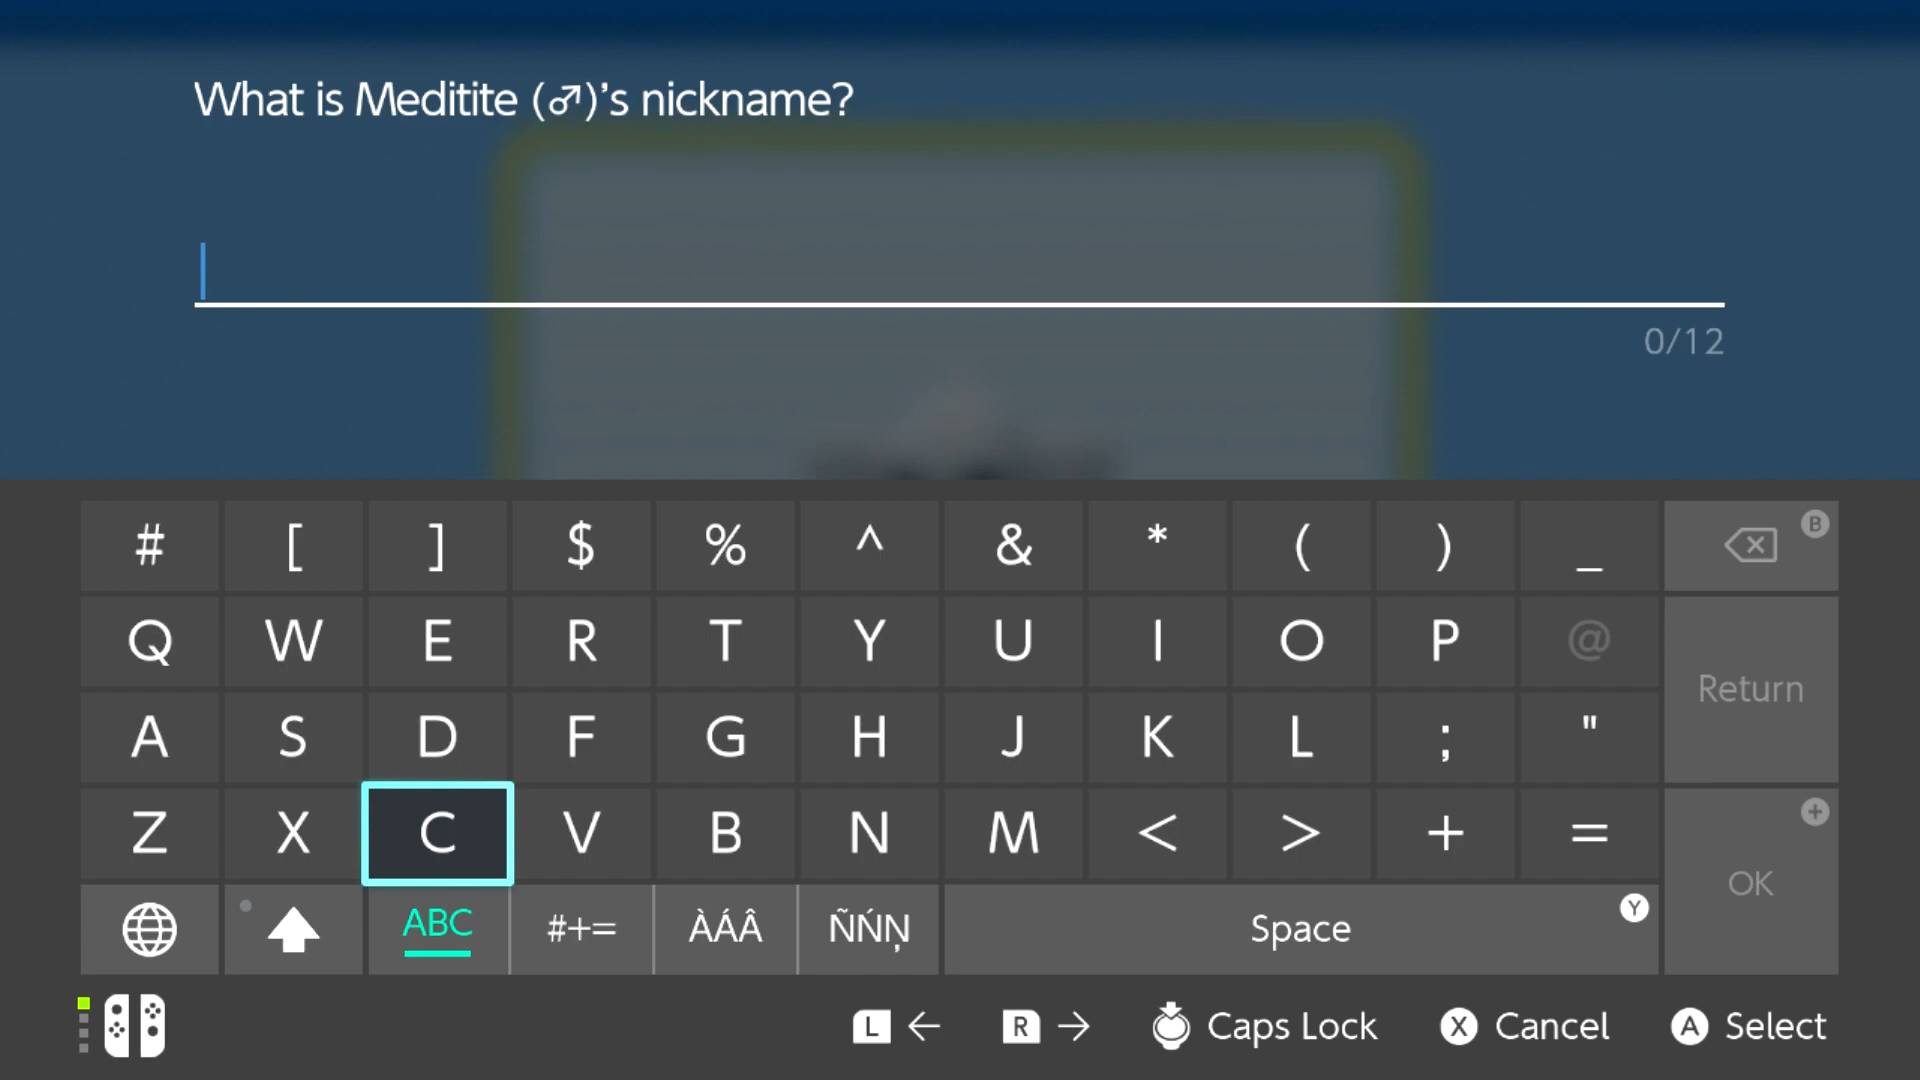 What is Meditite (♂)'s nickname?
0/12
# [ ] $ % ^ & * ( ) _ B
Q W E R T Y U I O P @ Return
A S D F G H J K L ; "
Z X C V B N M < > + = + OK
ABC #+= ÀÁÂ ÑŃŅ Space Y
L ← R → Caps Lock X Cancel A Select